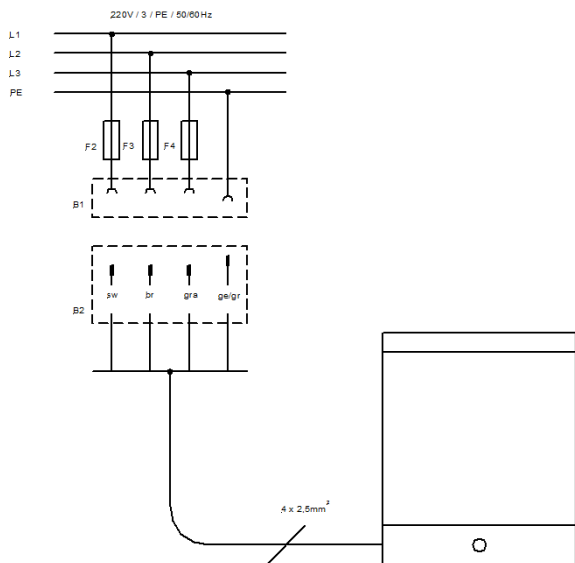 220V / 3 / PE / 50/60Hz
L1
L2
L3
PE
F2 F3 F4
B1
sw br gra ge/gr
B2
4 x 2,5mm²